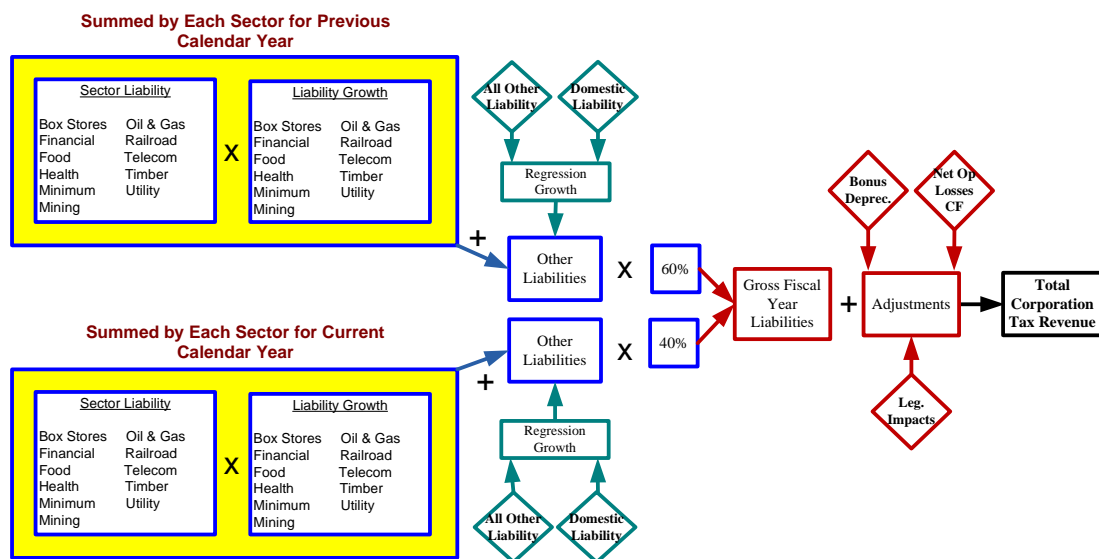 Summed by Each Sector for Previous
Calendar Year
Sector Liability
Box Stores
Financial
Food
Health
Minimum
Mining
Oil & Gas
Railroad
Telecom
Timber
Utility
X
Liability Growth
Box Stores
Financial
Food
Health
Minimum
Mining
Oil & Gas
Railroad
Telecom
Timber
Utility
All Other
Liability
Domestic
Liability
Regression
Growth
+
Other
Liabilities
X
60%
Summed by Each Sector for Current
Calendar Year
Sector Liability
Box Stores
Financial
Food
Health
Minimum
Mining
Oil & Gas
Railroad
Telecom
Timber
Utility
X
Liability Growth
Box Stores
Financial
Food
Health
Minimum
Mining
Oil & Gas
Railroad
Telecom
Timber
Utility
+
Other
Liabilities
X
40%
Regression
Growth
All Other
Liability
Domestic
Liability
Gross Fiscal
Year
Liabilities
+
Bonus
Deprec.
Net Op
Losses
CF
Adjustments
Leg.
Impacts
Total
Corporation
Tax Revenue